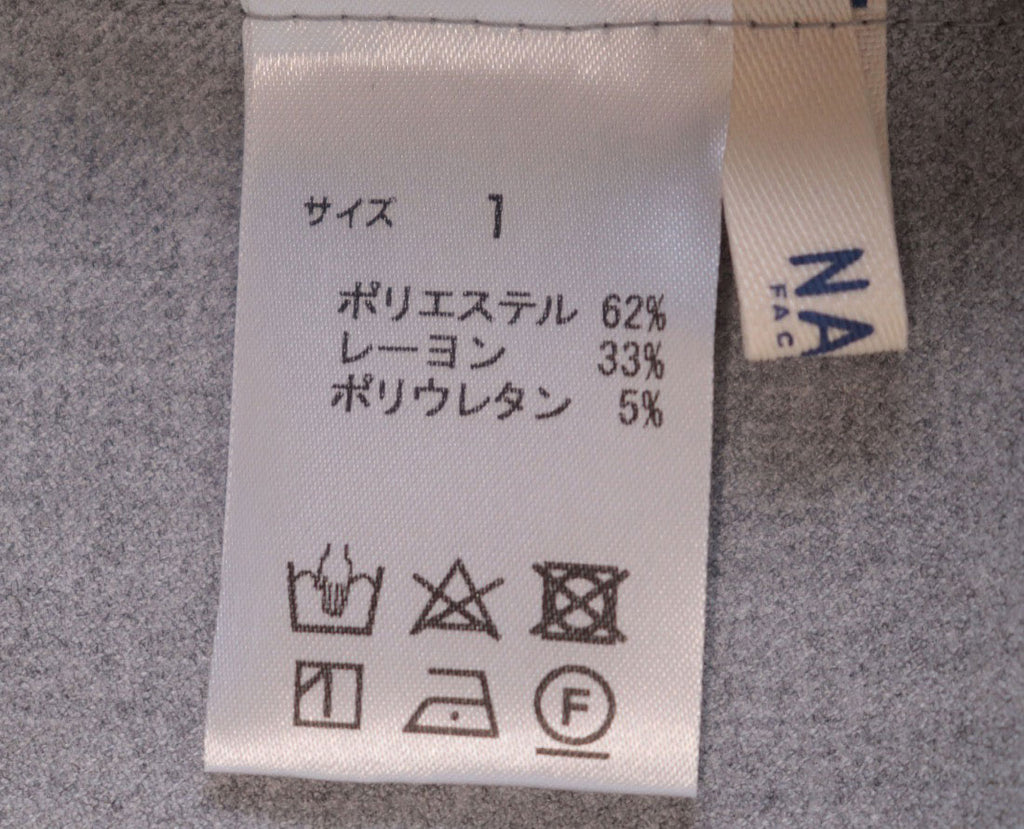 サイズ 1
ポリエステル 62%
レーヨン 33%
ポリウレタン 5%
F
NA
FAC